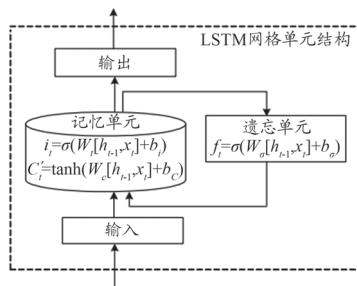 LSTM网格单元结构
输出
记忆单元
i_t=σ(W_t[h_{t-1},x_t]+b_i)
C'_t=tanh(W_c[h_{t-1},x_t]+b_C)
遗忘单元
f_t=σ(W_σ[h_{t-1},x_t]+b_σ)
输入